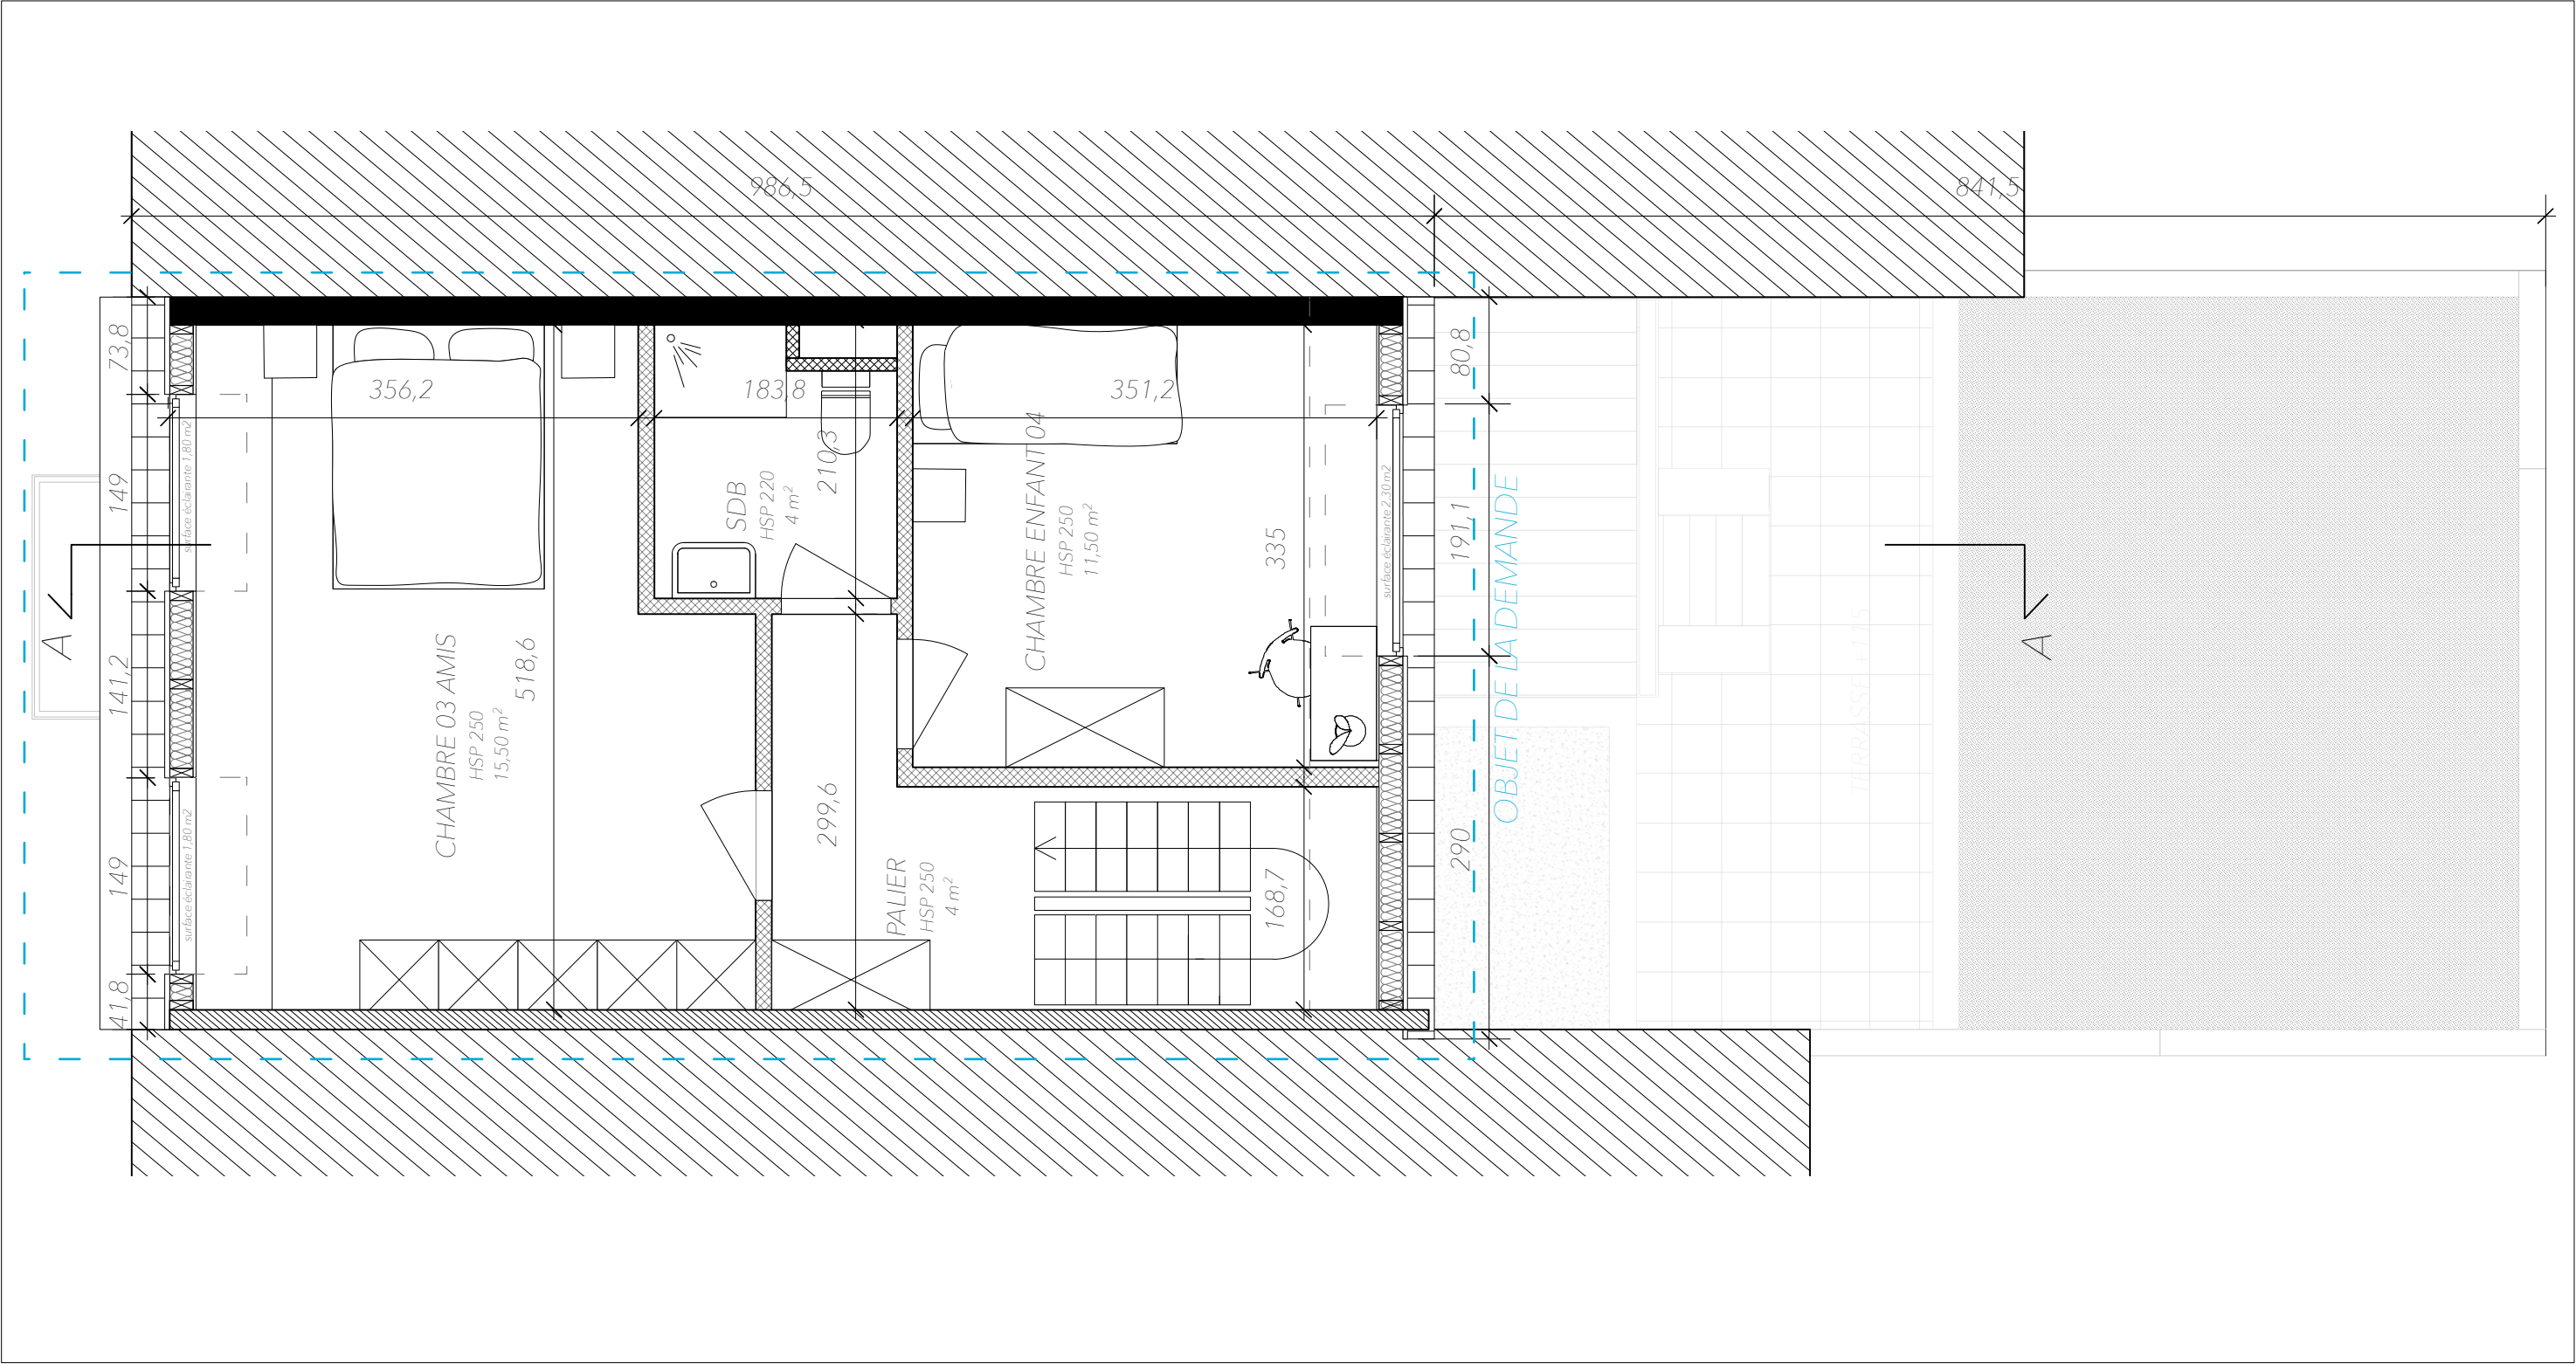 986,5
841,5
73,8
149
141,2
149
41,8
surface éclairante 1,80 m2
surface éclairante 1,80 m2
356,2
183,8
351,2
CHAMBRE 03 AMIS
HSP 250
15,50 m²
518,6
SDB
HSP 220
4 m²
210,3
299,6
PALIER
HSP 250
4 m²
CHAMBRE ENFANT 04
HSP 250
11,50 m²
335
168,7
surface éclairante 2.30 m2
80,8
191,1
290
OBJET DE LA DEMANDE
TERRASSE +115
A
A